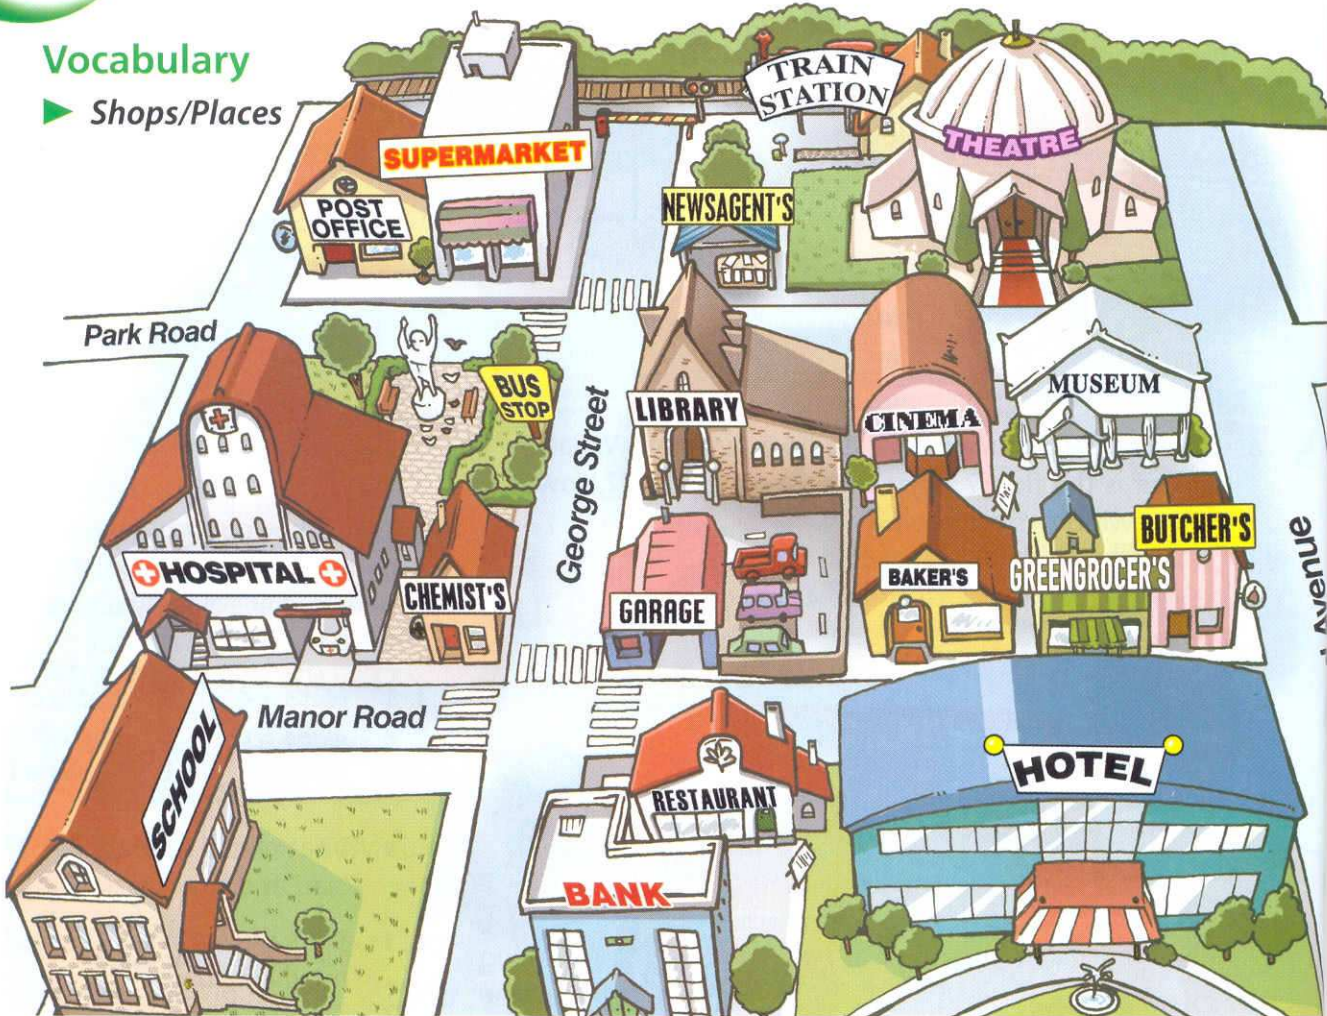 Vocabulary
Shops/Places
TRAIN
STATION
THEATRE
SUPERMARKET
POST
OFFICE
NEWSAGENT'S
Park Road
BUS
STOP
LIBRARY
CINEMA
MUSEUM
George Street
HOSPITAL
CHEMIST'S
GARAGE
BAKER'S
GREENGROCER'S
BUTCHER'S
Avenue
Manor Road
SCHOOL
RESTAURANT
HOTEL
BANK